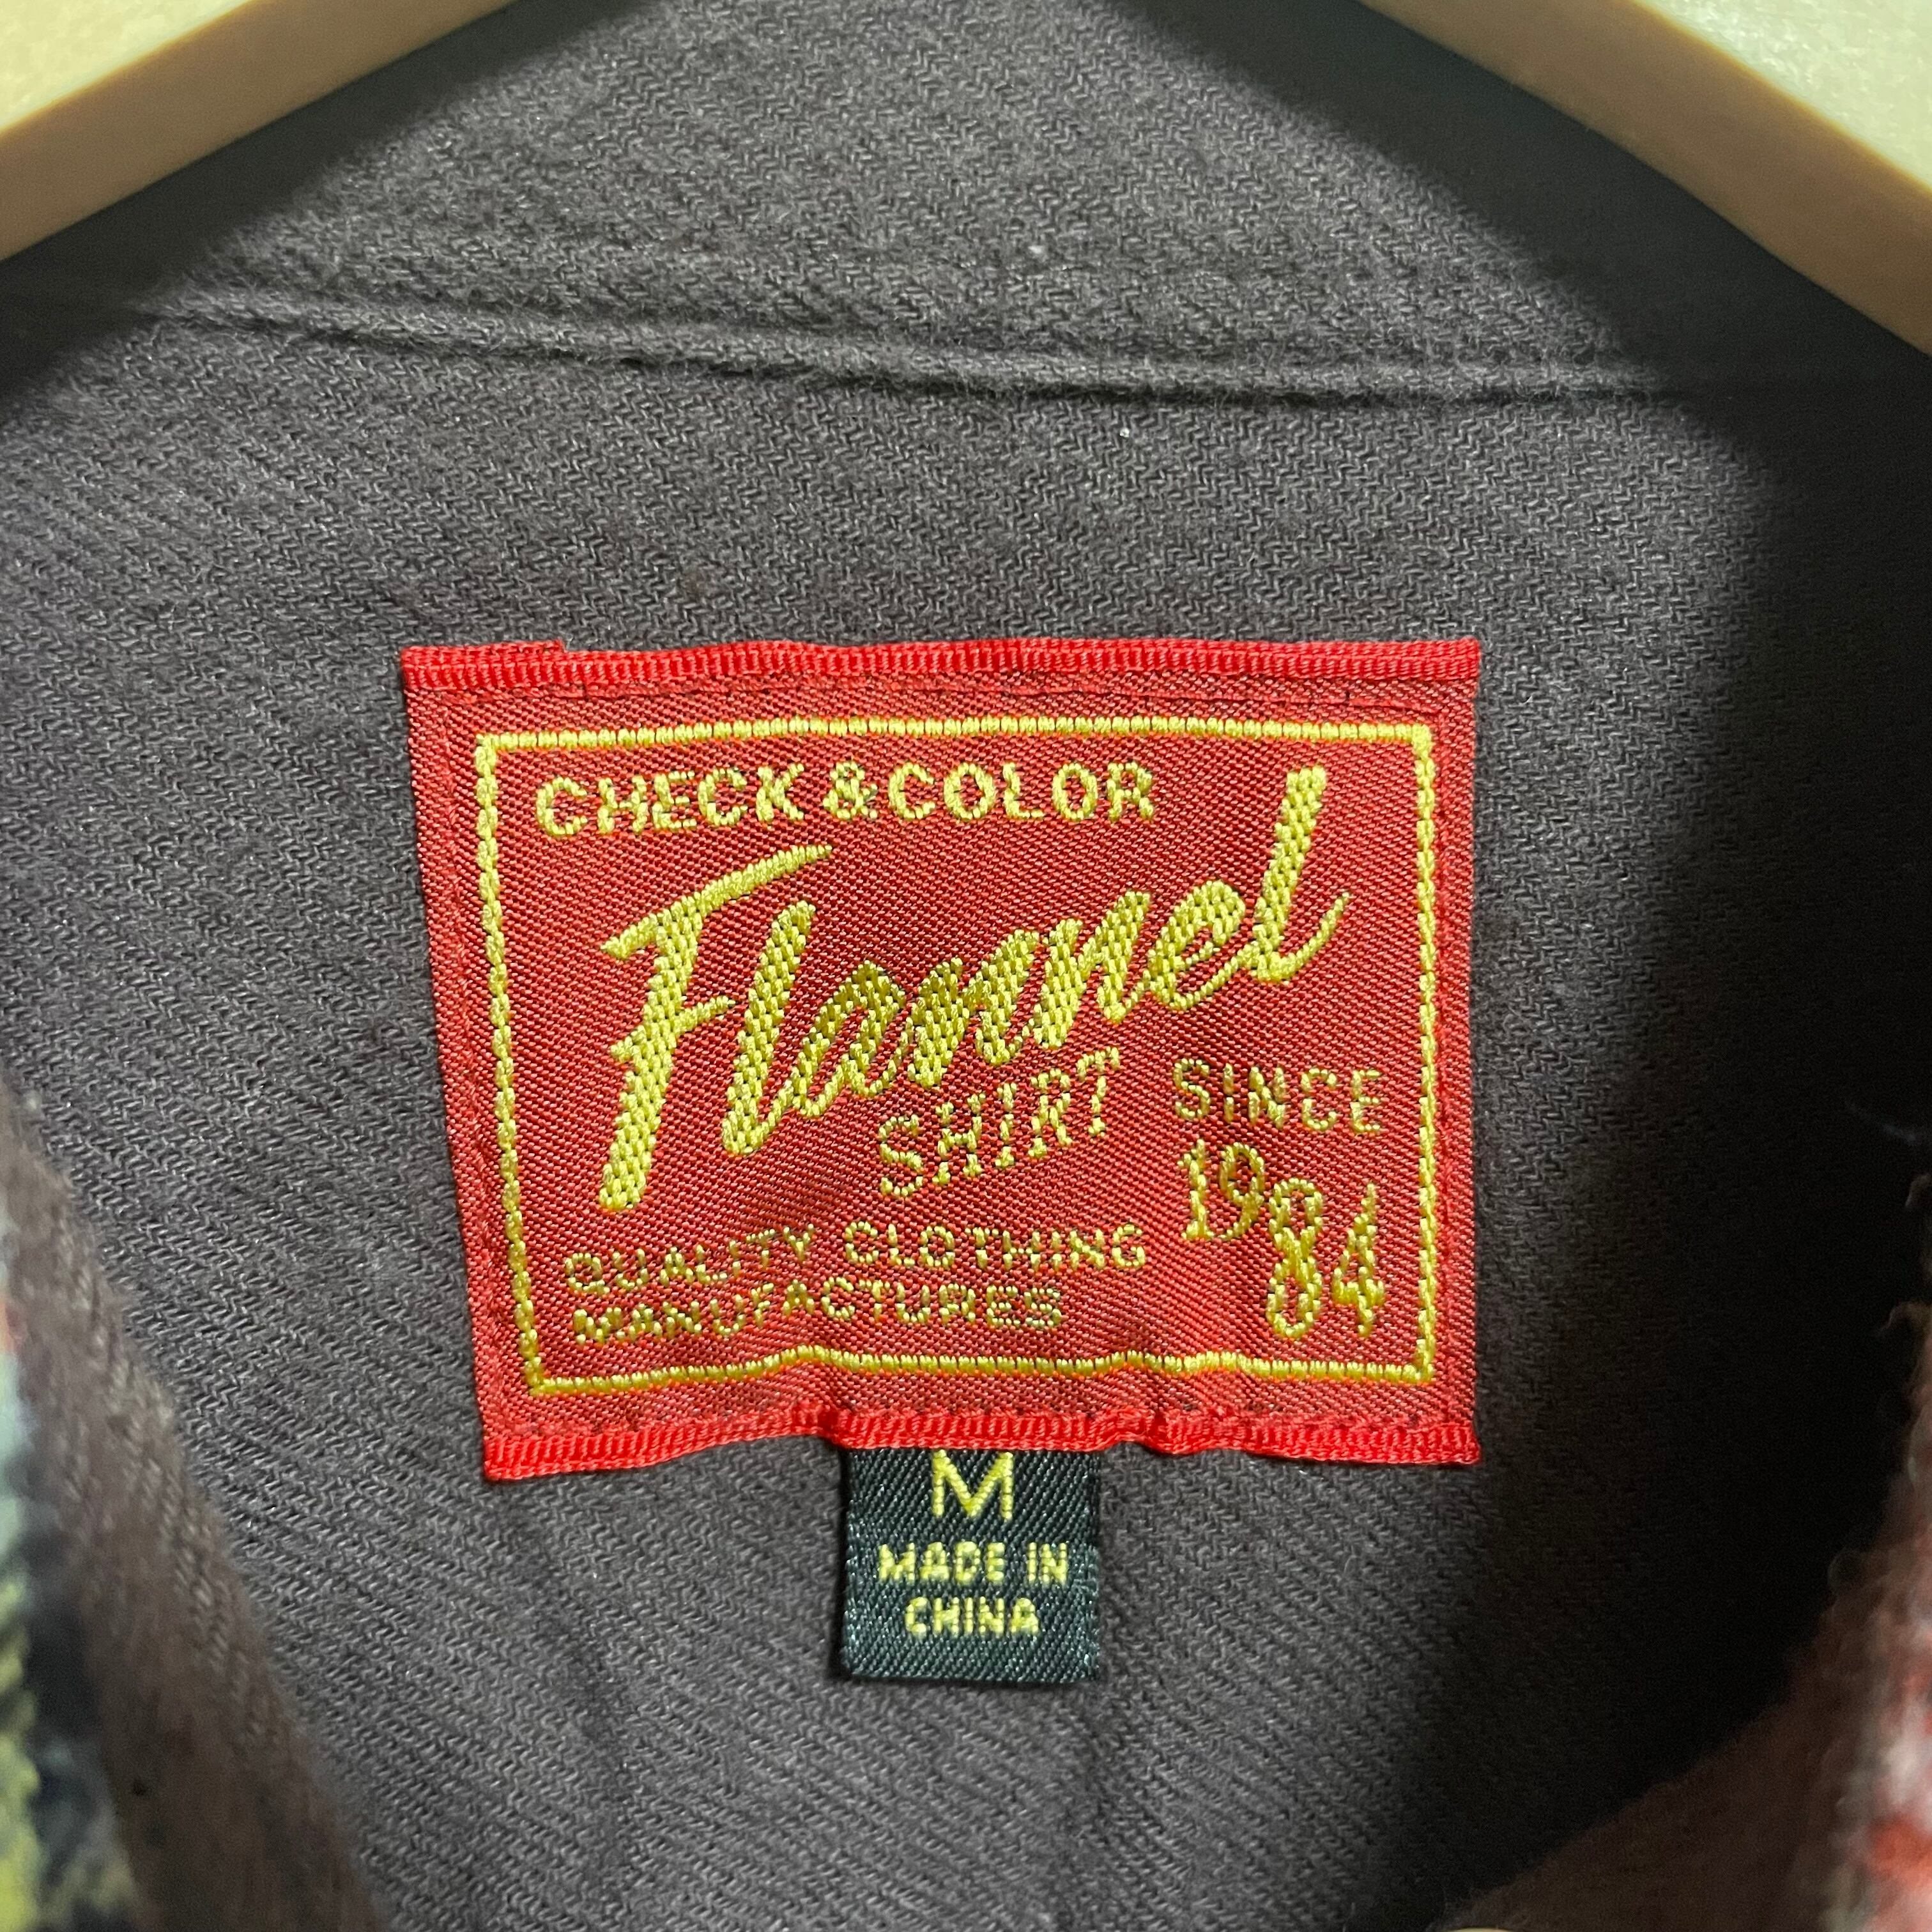 CHECK & COLOR
Flannel
SHIRT
SINCE
1984
QUALITY CLOTHING
MANUFACTURES
M
MADE IN
CHINA